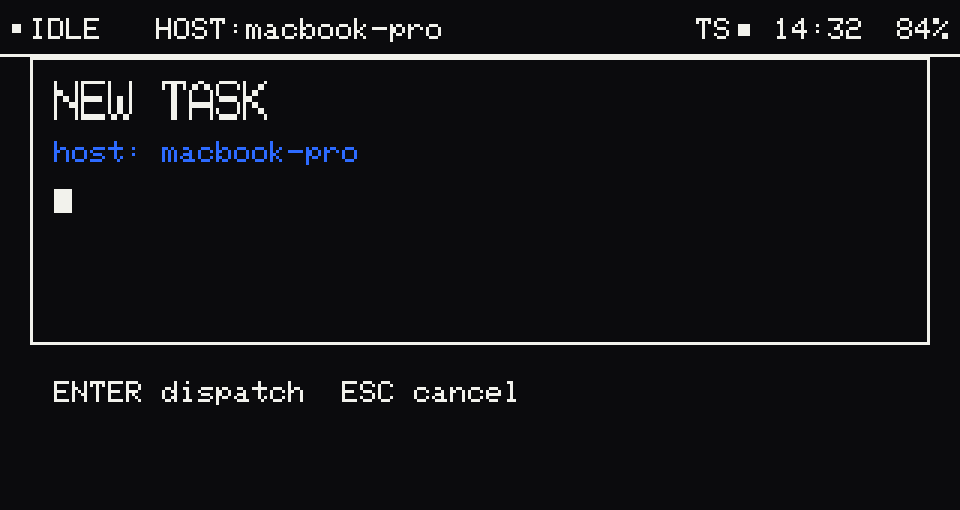 IDLE HOST:macbook-pro TS 14:32 84%
NEW TASK
host: macbook-pro
ENTER dispatch ESC cancel